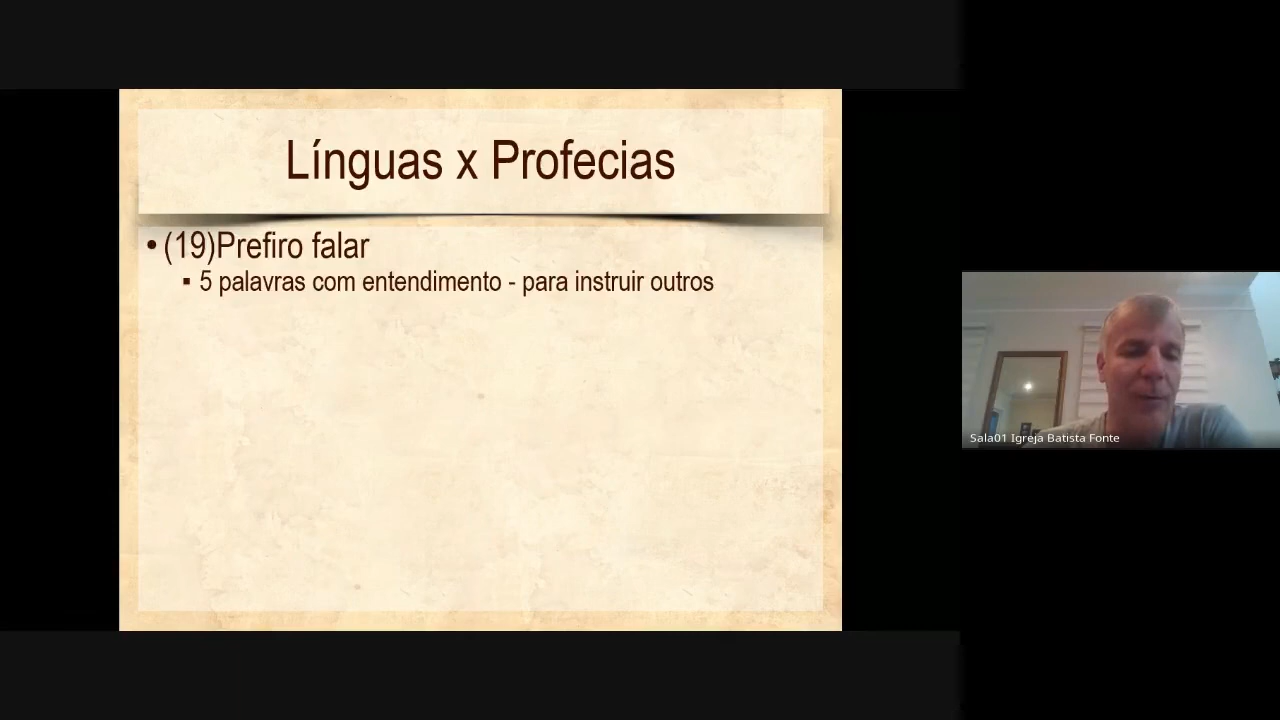 Línguas x Profecias
• (19)Prefiro falar
▪ 5 palavras com entendimento - para instruir outros
Sala01 Igreja Batista Fonte